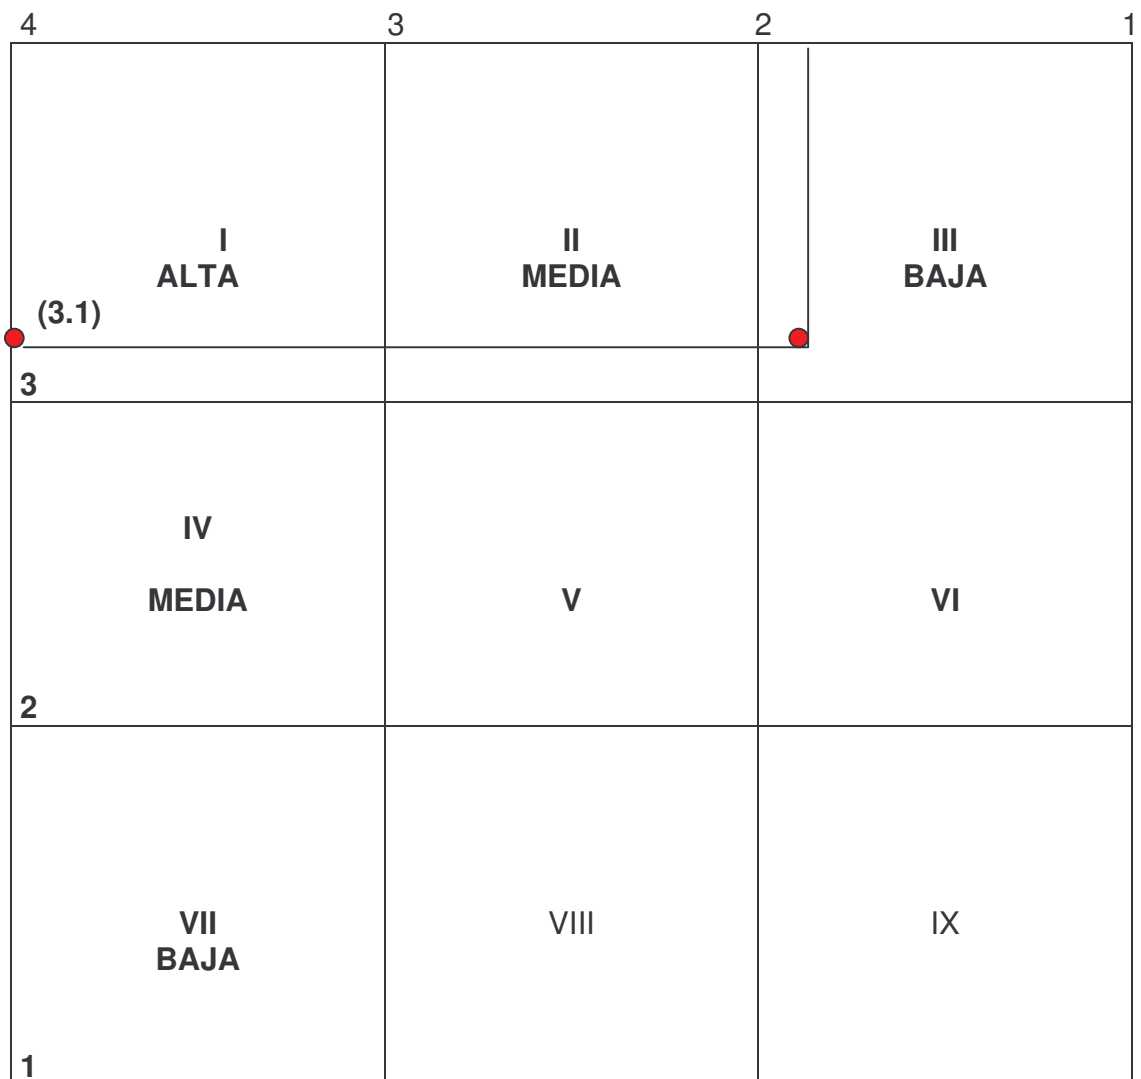 4 3 2 1
I II III
ALTA MEDIA BAJA
(3.1)
3
IV
MEDIA V VI
2
VII VIII IX
BAJA
1